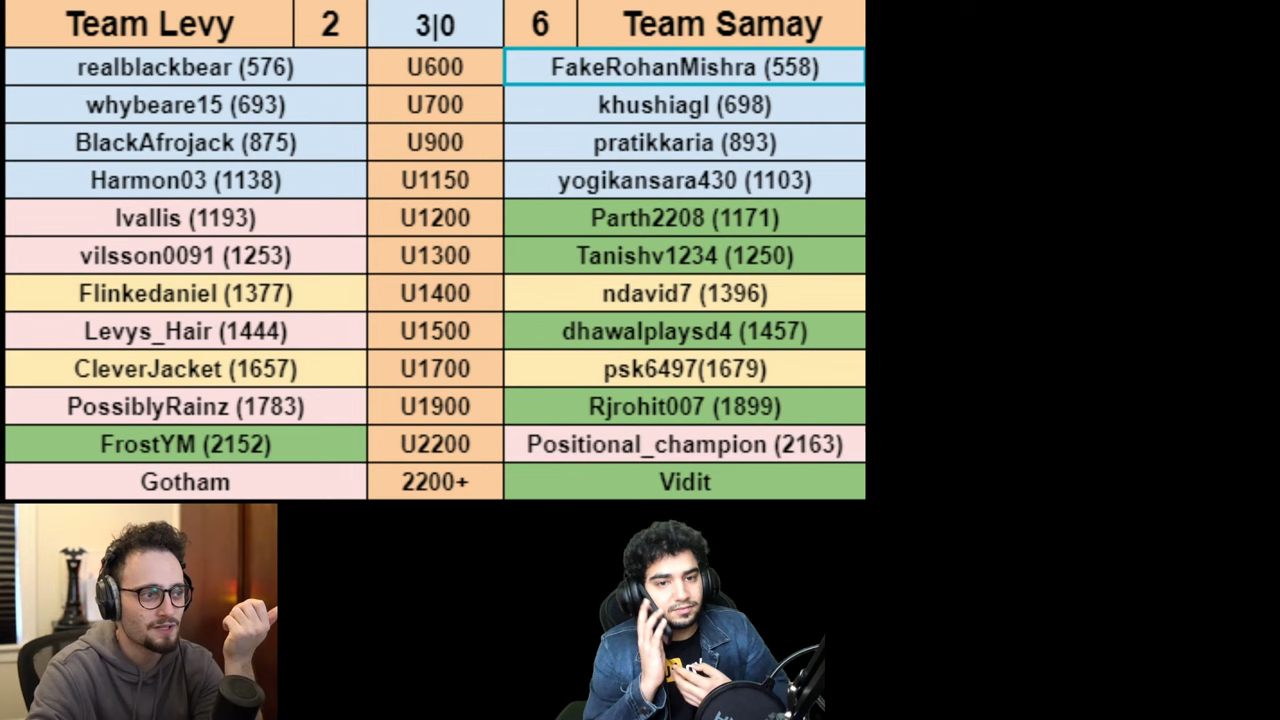 Team Levy 2 3|0 6 Team Samay
realblackbear (576) U600 FakeRohanMishra (558)
whybeare15 (693) U700 khushiagl (698)
BlackAfrojack (875) U900 pratikkaria (893)
Harmon03 (1138) U1150 yogikansara430 (1103)
Ivallis (1193) U1200 Parth2208 (1171)
vilsson0091 (1253) U1300 Tanishv1234 (1250)
Flinkedaniel (1377) U1400 ndavid7 (1396)
Levys_Hair (1444) U1500 dhawalplaysd4 (1457)
CleverJacket (1657) U1700 psk6497(1679)
PossiblyRainz (1783) U1900 Rjrohit007 (1899)
FrostYM (2152) U2200 Positional_champion (2163)
Gotham 2200+ Vidit